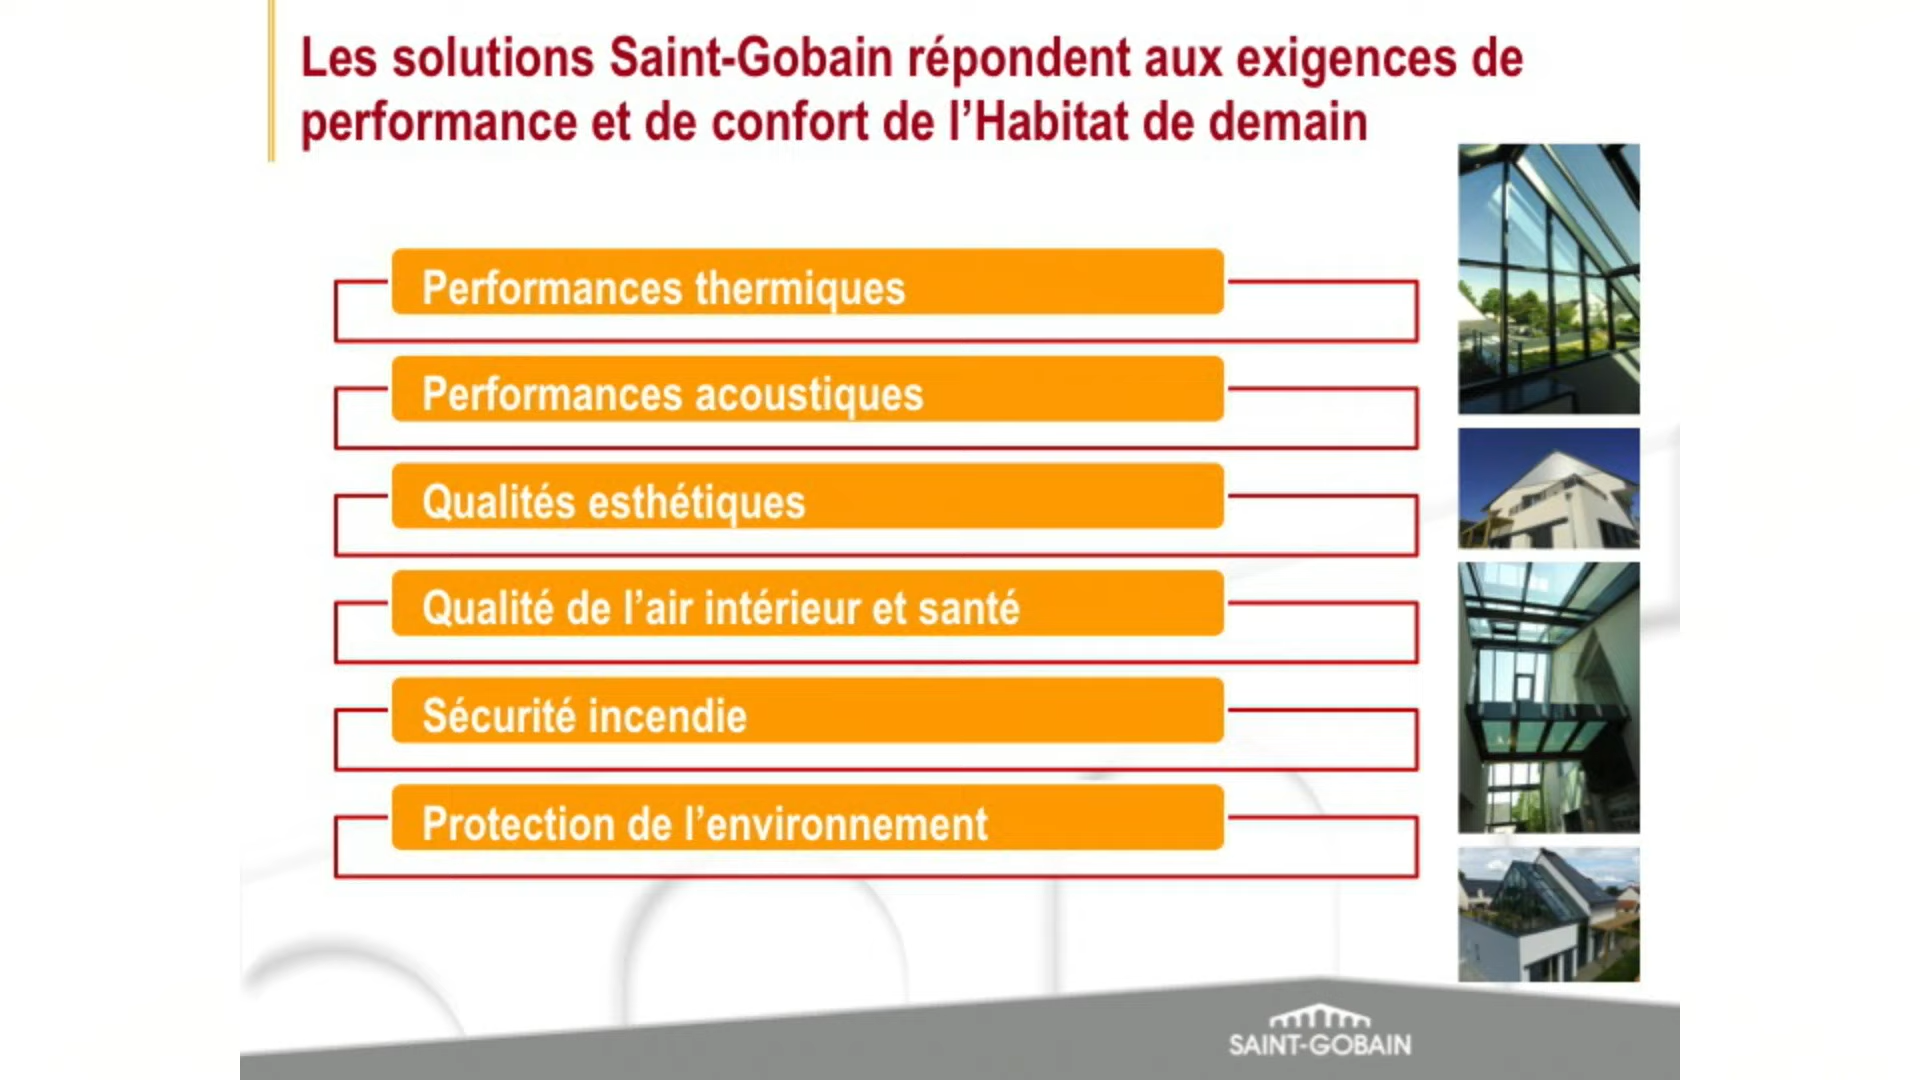 Les solutions Saint-Gobain répondent aux exigences de
performance et de confort de l’Habitat de demain
Performances thermiques
Performances acoustiques
Qualités esthétiques
Qualité de l’air intérieur et santé
Sécurité incendie
Protection de l’environnement
SAINT-GOBAIN